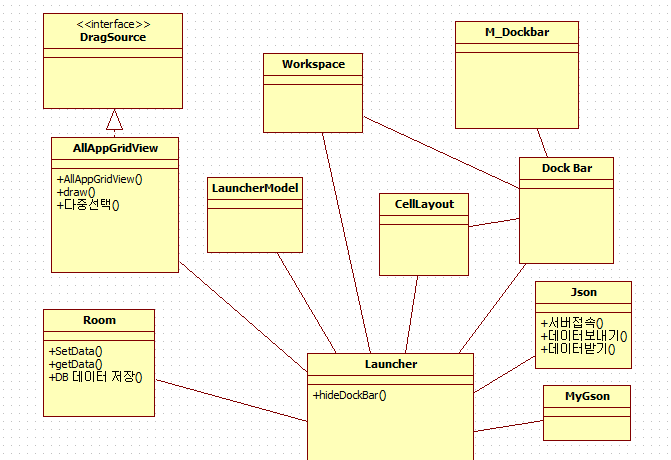 <<interface>>
DragSource
M_Dockbar
Workspace
AllAppGridView
+AllAppGridView()
+draw()
+다중선택()
Dock Bar
LauncherModel
CellLayout
Json
+서버접속()
+데이터보내기()
+데이터받기()
Room
+SetData()
+getData()
+DB 데이터 저장()
Launcher
+hideDockBar()
MyGson